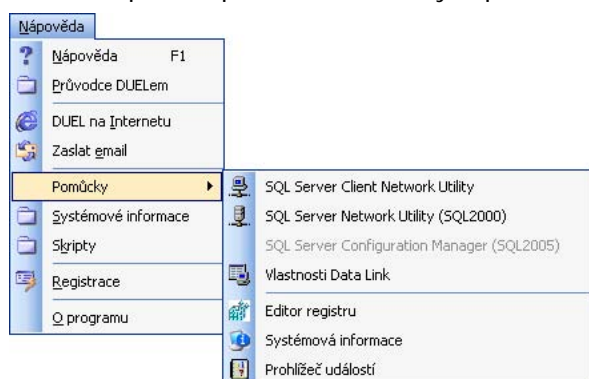 Nápověda
Nápověda F1
Průvodce DUELem
DUEL na Internetu
Zaslat email
Pomůcky
Systémové informace
Skripty
Registrace
O programu
SQL Server Client Network Utility
SQL Server Network Utility (SQL2000)
SQL Server Configuration Manager (SQL2005)
Vlastnosti Data Link
Editor registru
Systémová informace
Prohlížeč událostí